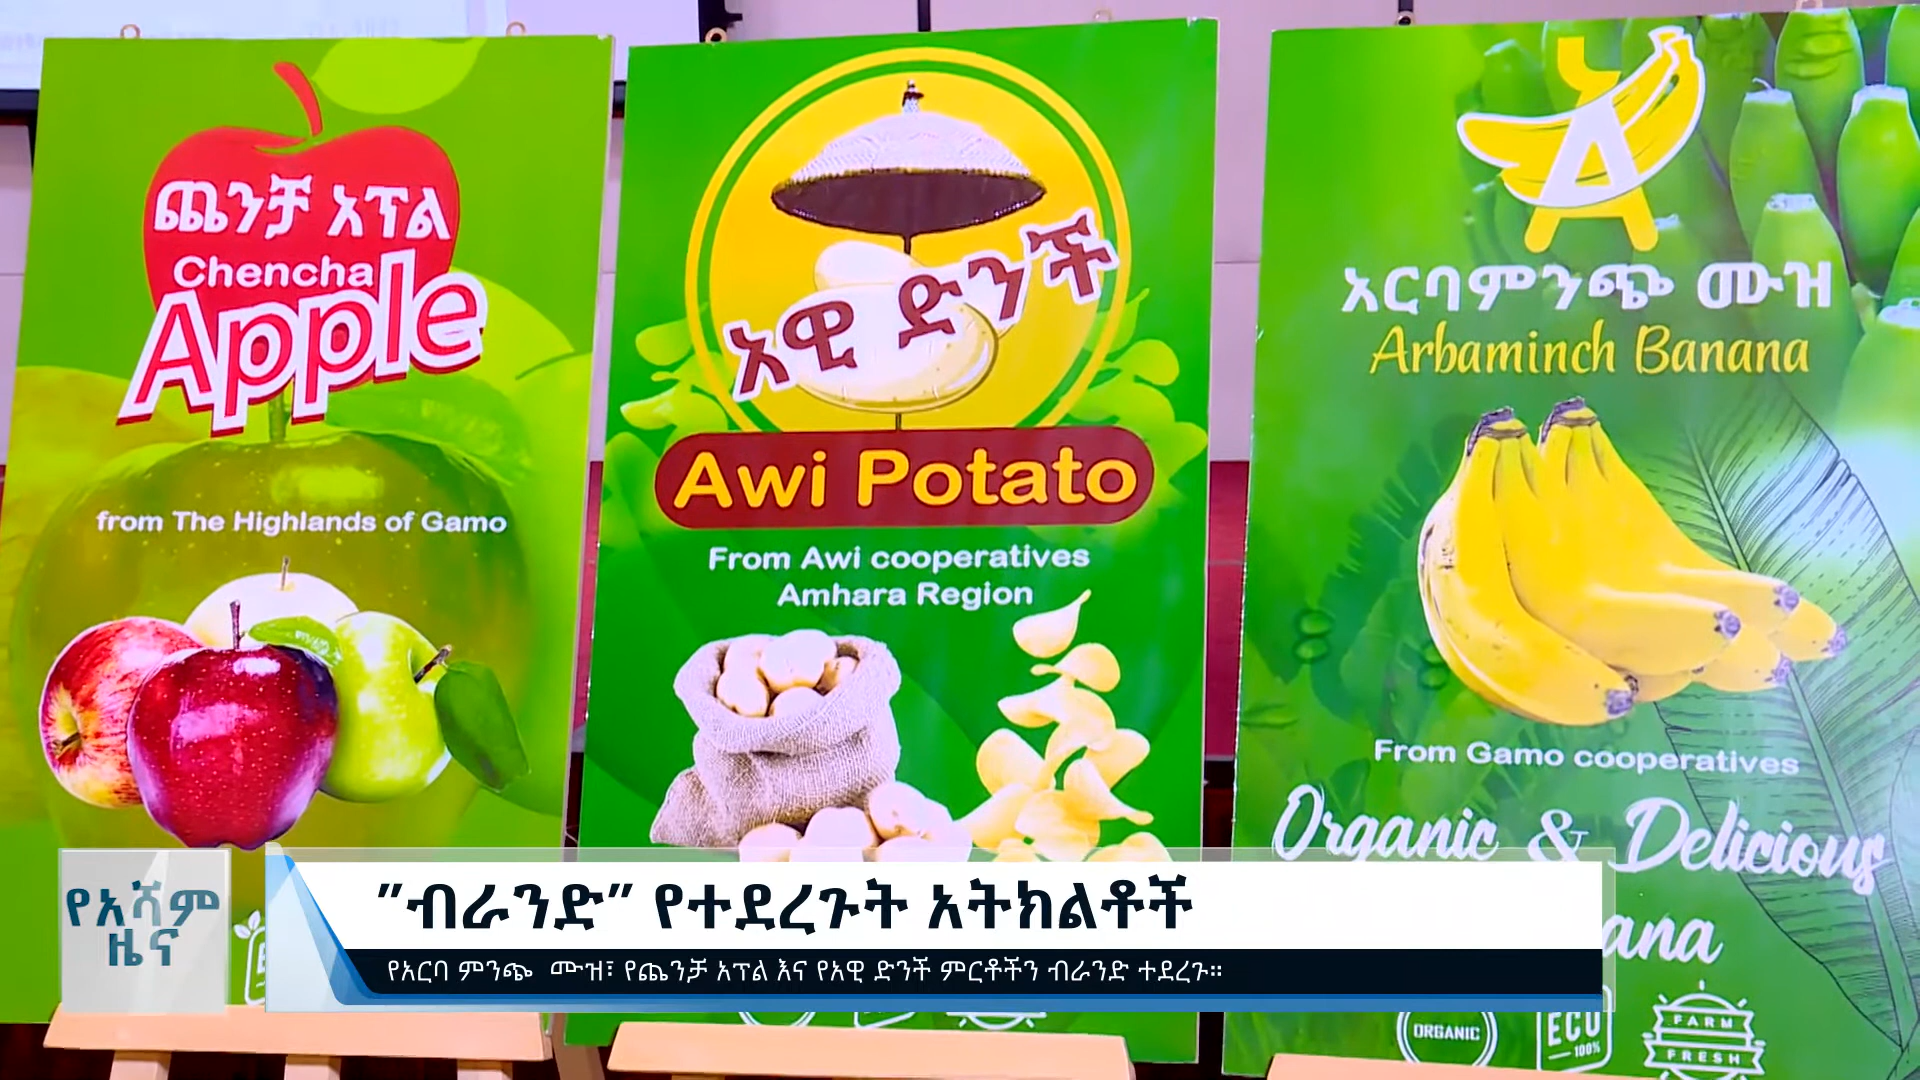 ጨንቻ አፕል
Chencha
Apple
from The Highlands of Gamo
አዊ ድንች
Awi Potato
From Awi cooperatives
Amhara Region
አርባምንጭ ሙዝ
Arbaminch Banana
From Gamo cooperatives
Organic & Delicious
ORGANIC
ECO
100%
FARM
FRESH
የአሻም
ዜና
"ብራንድ" የተደረጉት አትክልቶች
የአርባ ምንጭ ሙዝ፣ የጨንቻ አፕል እና የአዊ ድንች ምርቶችን ብራንድ ተደረጉ።